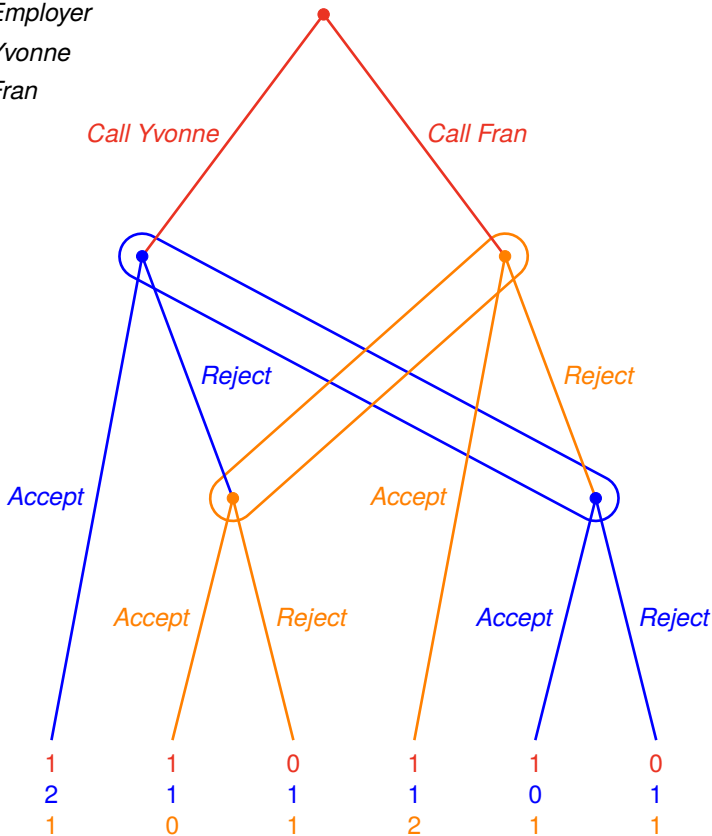 Employer
Yvonne
Fran
Call Yvonne Call Fran
Reject Reject
Accept Accept
Accept Reject Accept Reject
1 1 0 1 1 0
2 1 1 1 0 1
1 0 1 2 1 1